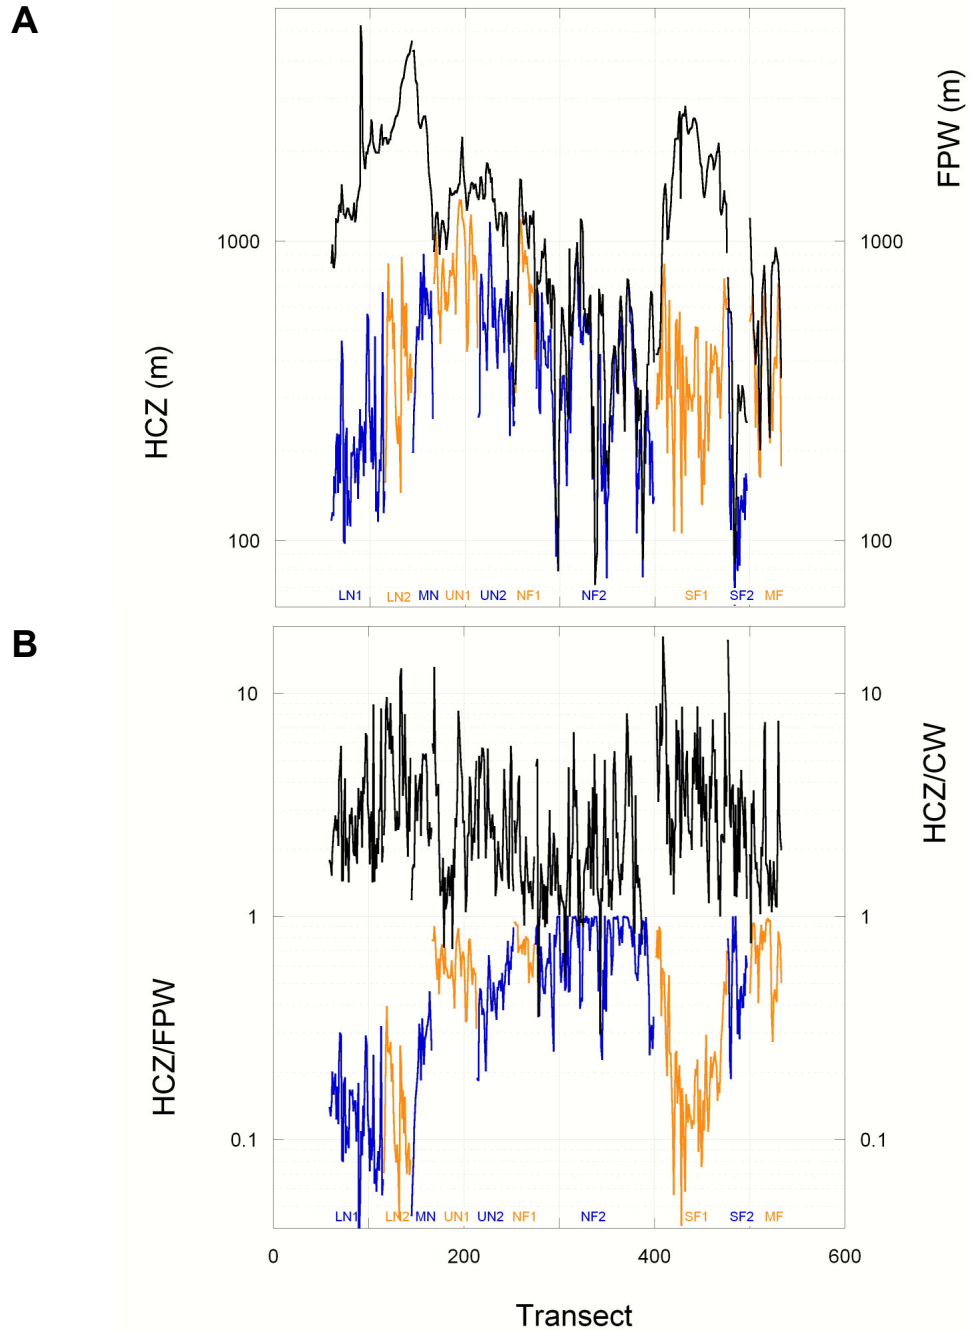 A
HCZ (m)
FPW (m)
1000
1000
100
100
LN1 LN2 MN UN1 UN2 NF1 NF2 SF1 SF2 MF
B
HCZ/FPW
HCZ/CW
10
10
1
1
0.1
0.1
LN1 LN2 MN UN1 UN2 NF1 NF2 SF1 SF2 MF
0 200 400 600
Transect